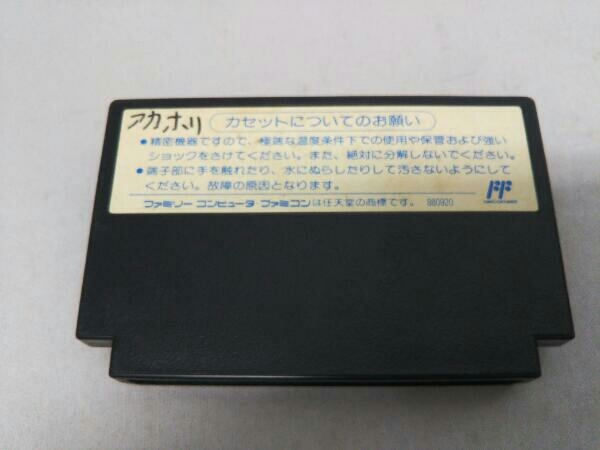 アカホリ
カセットについてのお願い
●精密機器ですので、極端な温度条件下での使用や保管および強い
ショックをさけてください。また、絶対に分解しないでください。
●端子部に手を触れたり、水にぬらしたりして汚さないようにして
ください。故障の原因となります。
ファミリーコンピュータ ファミコンは任天堂の商標です。 880920